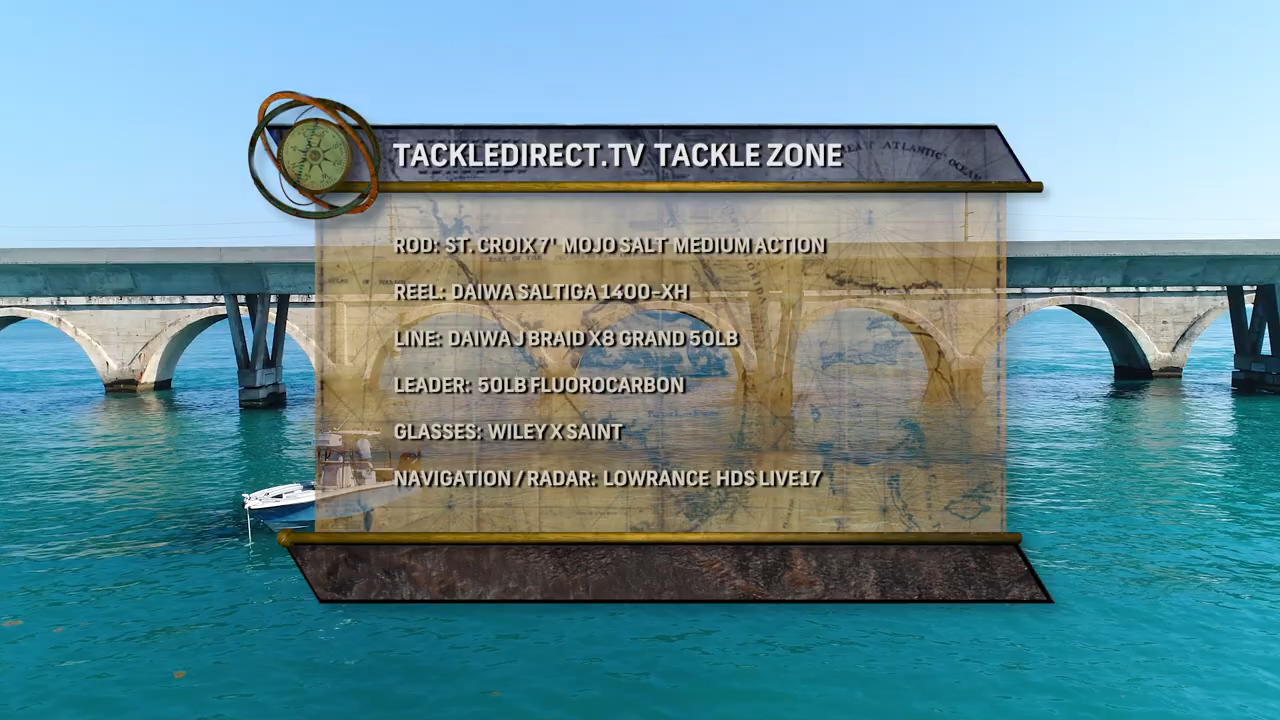 TACKLEDIRECT.TV TACKLE ZONE
ROD: ST. CROIX 7' MOJO SALT MEDIUM ACTION
REEL: DAIWA SALTIGA 1400-XH
LINE: DAIWA J BRAID X8 GRAND 50LB
LEADER: 50LB FLUOROCARBON
GLASSES: WILEY X SAINT
NAVIGATION / RADAR: LOWRANCE HDS LIVE17